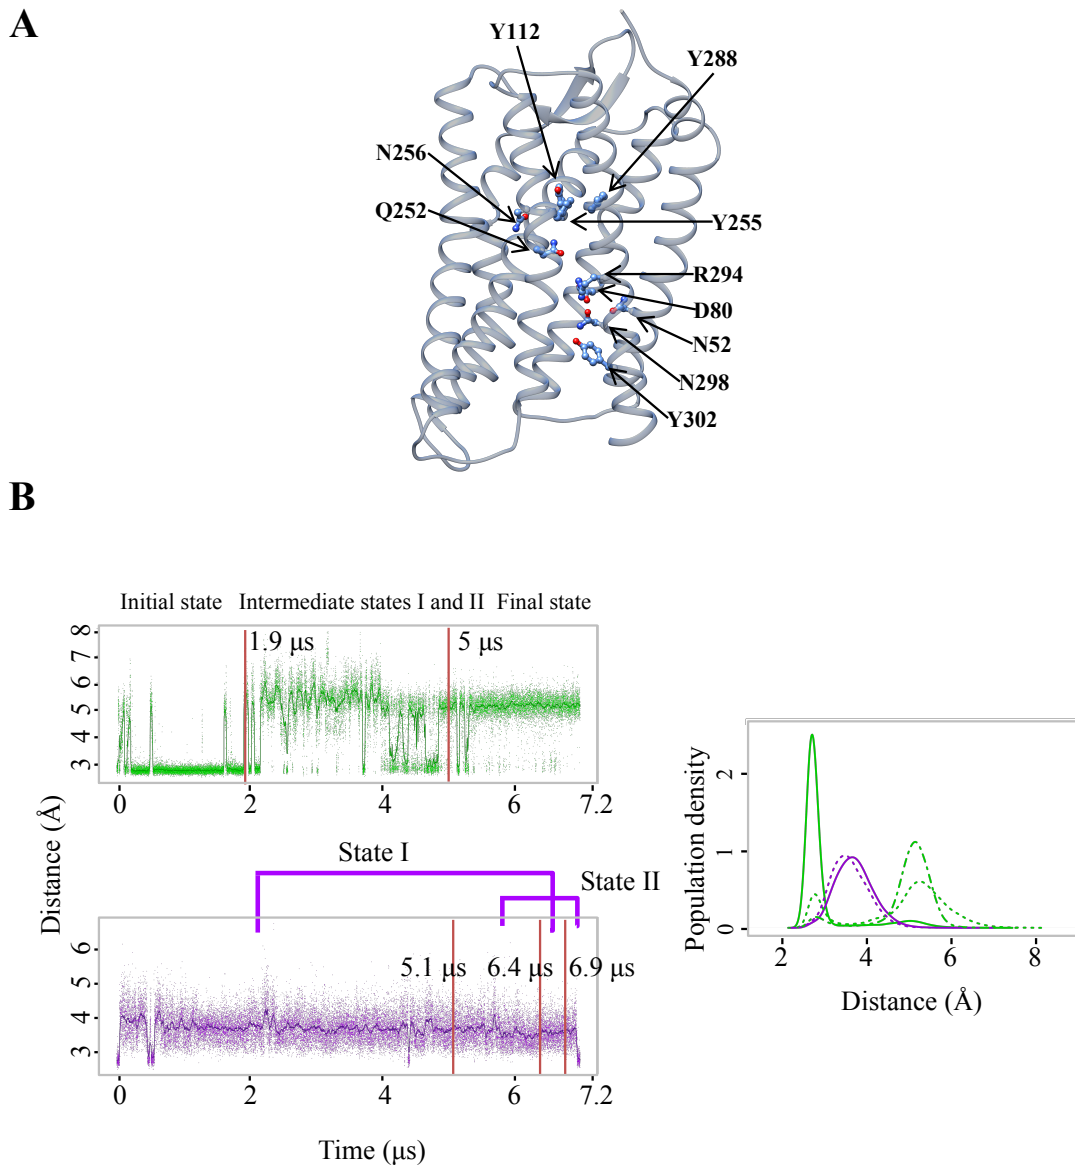 A
Y112
Y288
N256
Q252
Y255
R294
D80
N52
N298
Y302
B
Initial state Intermediate states I and II Final state
1.9 μs 5 μs
8
7
6
5
4
3
0 2 4 6 7.2
Distance (Å)
State I
State II
5.1 μs 6.4 μs 6.9 μs
6
5
4
3
0 2 4 6 7.2
Time (μs)
Population density
2
1
0
2 4 6 8
Distance (Å)